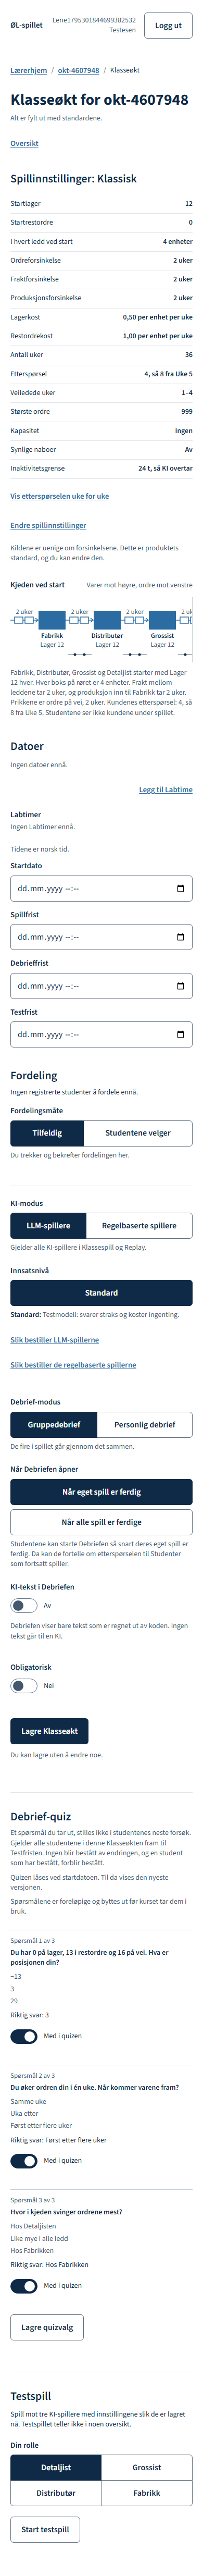 ØL-spillet
Lene1795301844699382532
Testesen
Logg ut
Lærerhjem / okt-4607948 / Klasseøkt
Klasseøkt for okt-4607948
Alt er fylt ut med standardene.
Oversikt
Spillinnstillinger: Klassisk
Startlager 12
Startrestordre 0
I hvert ledd ved start 4 enheter
Ordreforsinkelse 2 uker
Fraktforsinkelse 2 uker
Produksjonsforsinkelse 2 uker
Lagerkost 0,50 per enhet per uke
Restordrekost 1,00 per enhet per uke
Antall uker 36
Etterspørsel 4, så 8 fra Uke 5
Veiledede uker 1–4
Største ordre 999
Kapasitet Ingen
Synlige naboer Av
Inaktivitetsgrense 24 t, så KI overtar
Vis etterspørselen uke for uke
Endre spillinnstillinger
Kildene er uenige om forsinkelsene. Dette er produktets
standard, og du kan endre den.
Kjeden ved start Varer mot høyre, ordre mot venstre
2 uker 2 uker 2 uker 2 uk
Fabrikk Distributør Grossist
Lager 12 Lager 12 Lager 12
Fabrikk, Distributør, Grossist og Detaljist starter med Lager
12 hver. Hver boks på røret er 4 enheter. Frakt mellom
leddene tar 2 uker, og produksjon inn til Fabrikk tar 2 uker.
Prikkene er ordre på vei, 2 uker. Kundenes etterspørsel: 4, så
8 fra Uke 5. Studentene ser ikke kundene under spillet.
Datoer
Ingen datoer ennå.
Legg til Labtime
Labtimer
Ingen Labtimer ennå.
Tidene er norsk tid.
Startdato
dd.mm.yyyy --:--
Spillfrist
dd.mm.yyyy --:--
Debrieffrist
dd.mm.yyyy --:--
Testfrist
dd.mm.yyyy --:--
Fordeling
Ingen registrerte studenter å fordele ennå.
Fordelingsmåte
Tilfeldig Studentene velger
Du trekker og bekrefter fordelingen her.
KI-modus
LLM-spillere Regelbaserte spillere
Gjelder alle KI-spillere i Klassespill og Replay.
Innsatsnivå
Standard
Standard: Testmodell: svarer straks og koster ingenting.
Slik bestiller LLM-spillerne
Slik bestiller de regelbaserte spillerne
Debrief-modus
Gruppedebrief Personlig debrief
De fire i spillet går gjennom det sammen.
Når Debriefen åpner
Når eget spill er ferdig
Når alle spill er ferdige
Studentene kan starte Debriefen så snart deres eget spill er
ferdig. Da kan de fortelle om etterspørselen til Studenter
som fortsatt spiller.
KI-tekst i Debriefen
Av
Debriefen viser bare tekst som er regnet ut av koden. Ingen
tekst går til en KI.
Obligatorisk
Nei
Lagre Klasseøkt
Du kan lagre uten å endre noe.
Debrief-quiz
Et spørsmål du tar ut, stilles ikke i studentenes neste forsøk.
Gjelder alle studentene i denne Klasseøkten fram til
Testfristen. Ingen blir bestått av endringen, og en student
som har bestått, forblir bestått.
Quizen låses ved startdatoen. Til da vises den nyeste
versjonen.
Spørsmålene er foreløpige og byttes ut før kurset tar dem i
bruk.
Spørsmål 1 av 3
Du har 0 på lager, 13 i restordre og 16 på vei. Hva er
posisjonen din?
−13
3
29
Riktig svar: 3
Med i quizen
Spørsmål 2 av 3
Du øker ordren din i én uke. Når kommer varene fram?
Samme uke
Uka etter
Først etter flere uker
Riktig svar: Først etter flere uker
Med i quizen
Spørsmål 3 av 3
Hvor i kjeden svinger ordrene mest?
Hos Detaljisten
Like mye i alle ledd
Hos Fabrikken
Riktig svar: Hos Fabrikken
Med i quizen
Lagre quizvalg
Testspill
Spill mot tre KI-spillere med innstillingene slik de er lagret
nå. Testspillet teller ikke i noen oversikt.
Din rolle
Detaljist Grossist
Distributør Fabrikk
Start testspill